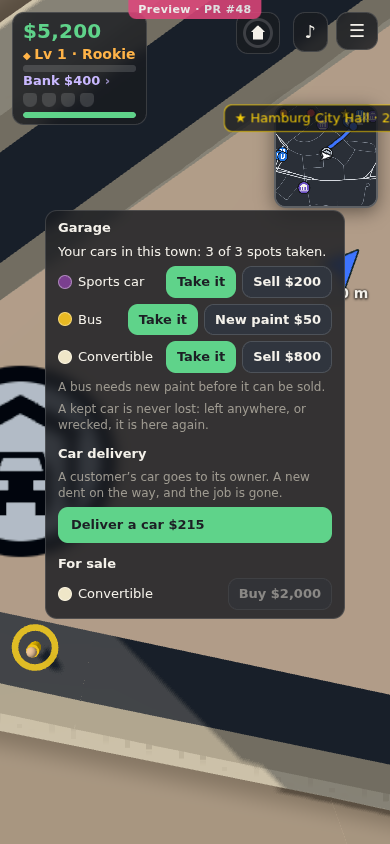 Preview · PR #48
$5,200
◆ Lv 1 · Rookie
Bank $400 ›
♪
☰
★ Hamburg City Hall · 2
m
Garage
Your cars in this town: 3 of 3 spots taken.
Sports car Take it Sell $200
Bus Take it New paint $50
Convertible Take it Sell $800
A bus needs new paint before it can be sold.
A kept car is never lost: left anywhere, or
wrecked, it is here again.
Car delivery
A customer's car goes to its owner. A new
dent on the way, and the job is gone.
Deliver a car $215
For sale
Convertible Buy $2,000